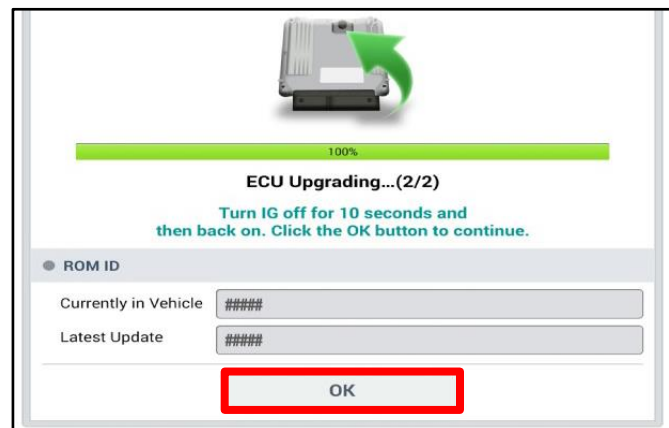 100%
ECU Upgrading...(2/2)
Turn IG off for 10 seconds and
then back on. Click the OK button to continue.
ROM ID
Currently in Vehicle #####
Latest Update #####
OK